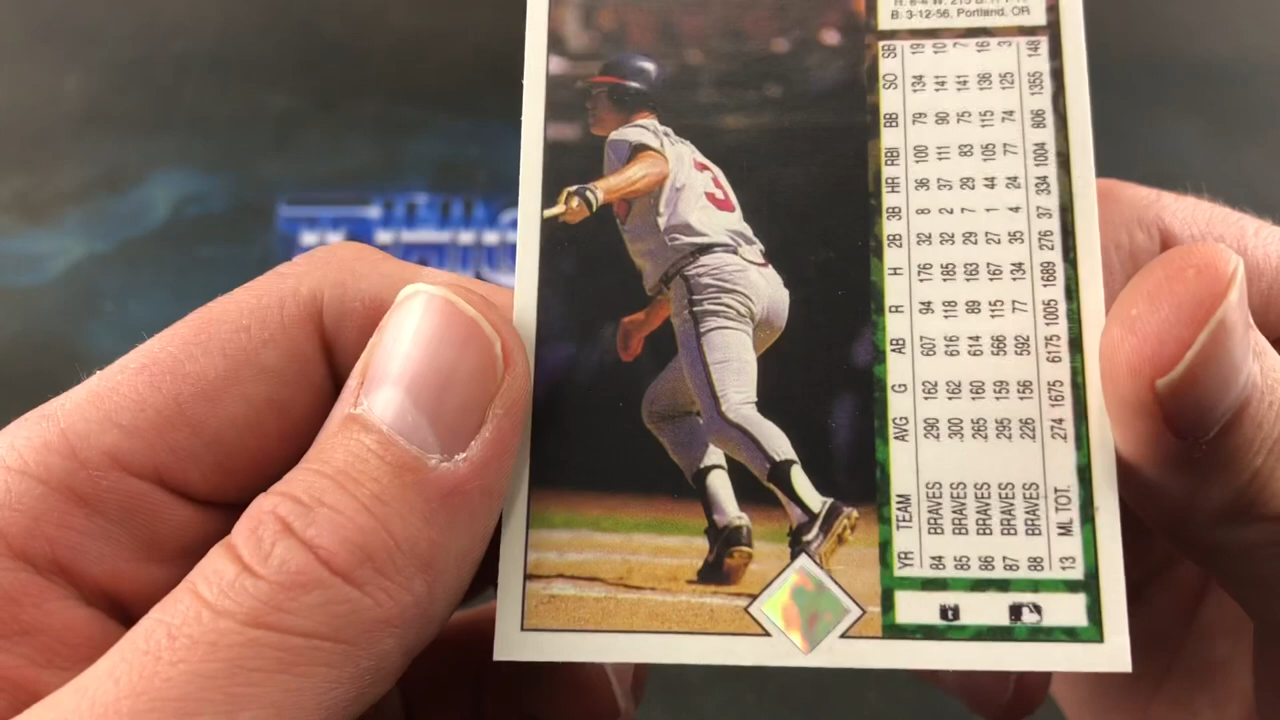 B: 3-12-56, Portland, OR
YR TEAM AVG G AB R H 2B 3B HR RBI BB SO SB
84 BRAVES .290 162 607 94 176 32 8 36 100 79 134 19
85 BRAVES .300 162 616 118 185 32 2 37 111 90 141 10
86 BRAVES .265 160 614 89 163 29 7 29 83 75 141 7
87 BRAVES .295 159 566 115 167 27 1 44 105 115 136 16
88 BRAVES .226 156 592 77 134 35 4 24 77 74 125 3
13 ML TOT. .274 1675 6175 1005 1689 276 37 334 1004 806 1355 148
3